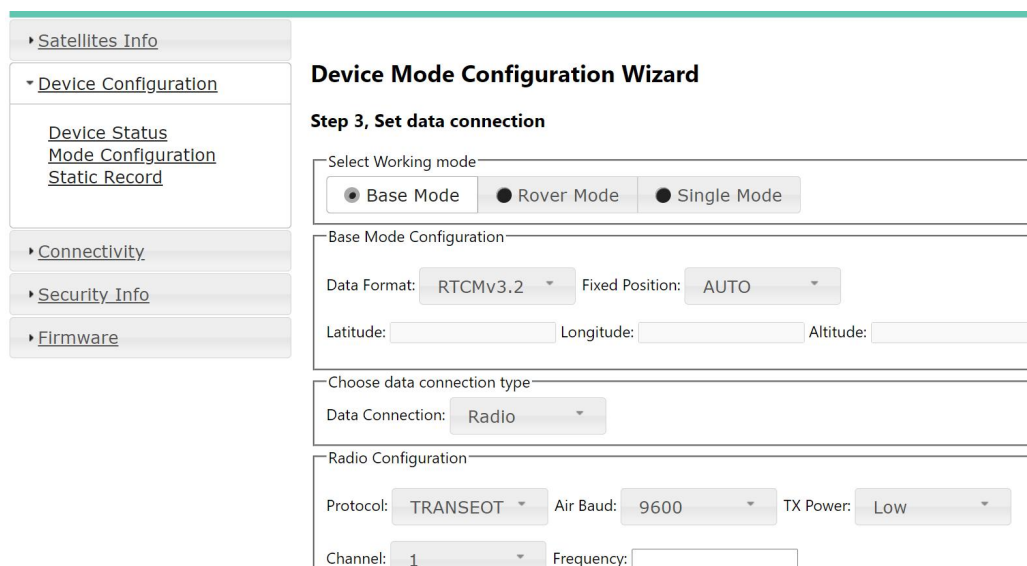 Satellites Info
Device Configuration
Device Status
Mode Configuration
Static Record
Connectivity
Security Info
Firmware
Device Mode Configuration Wizard
Step 3, Set data connection
Select Working mode
Base Mode Rover Mode Single Mode
Base Mode Configuration
Data Format: RTCMv3.2 Fixed Position: AUTO
Latitude: Longitude: Altitude:
Choose data connection type
Data Connection: Radio
Radio Configuration
Protocol: TRANSEOT Air Baud: 9600 TX Power: Low
Channel: 1 Frequency: